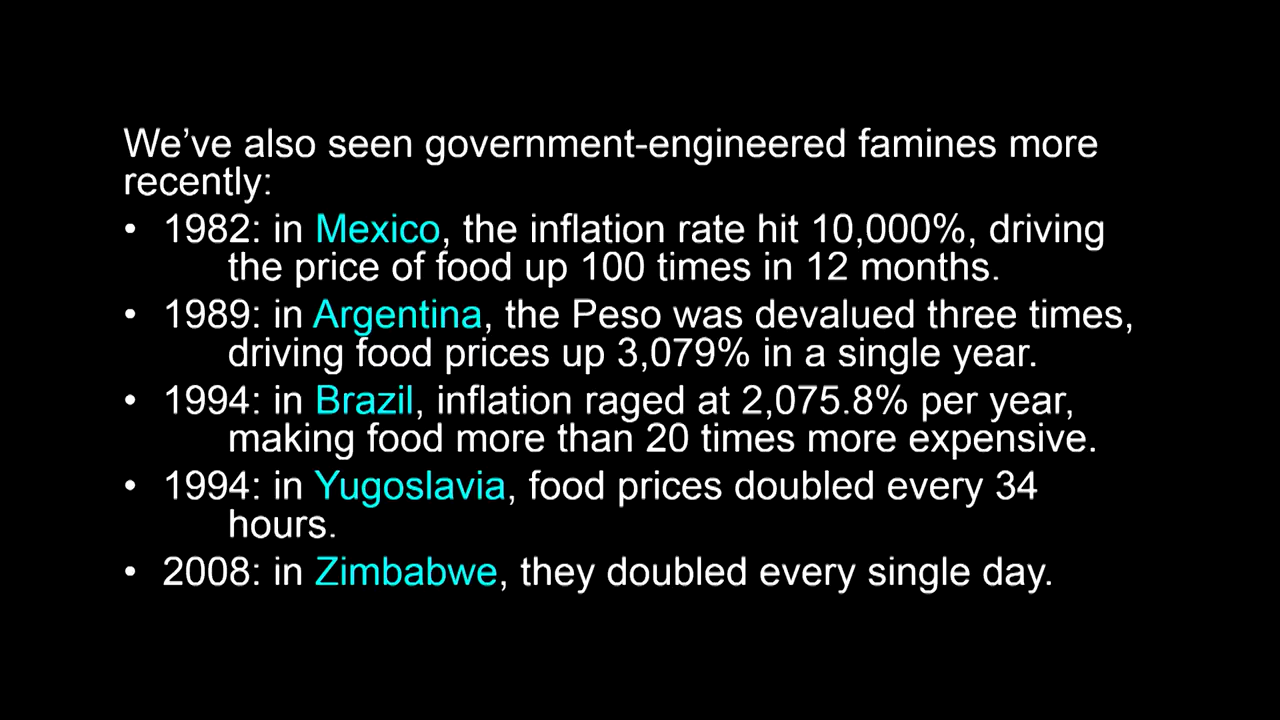 We’ve also seen government-engineered famines more
recently:
• 1982: in Mexico, the inflation rate hit 10,000%, driving
the price of food up 100 times in 12 months.
• 1989: in Argentina, the Peso was devalued three times,
driving food prices up 3,079% in a single year.
• 1994: in Brazil, inflation raged at 2,075.8% per year,
making food more than 20 times more expensive.
• 1994: in Yugoslavia, food prices doubled every 34
hours.
• 2008: in Zimbabwe, they doubled every single day.